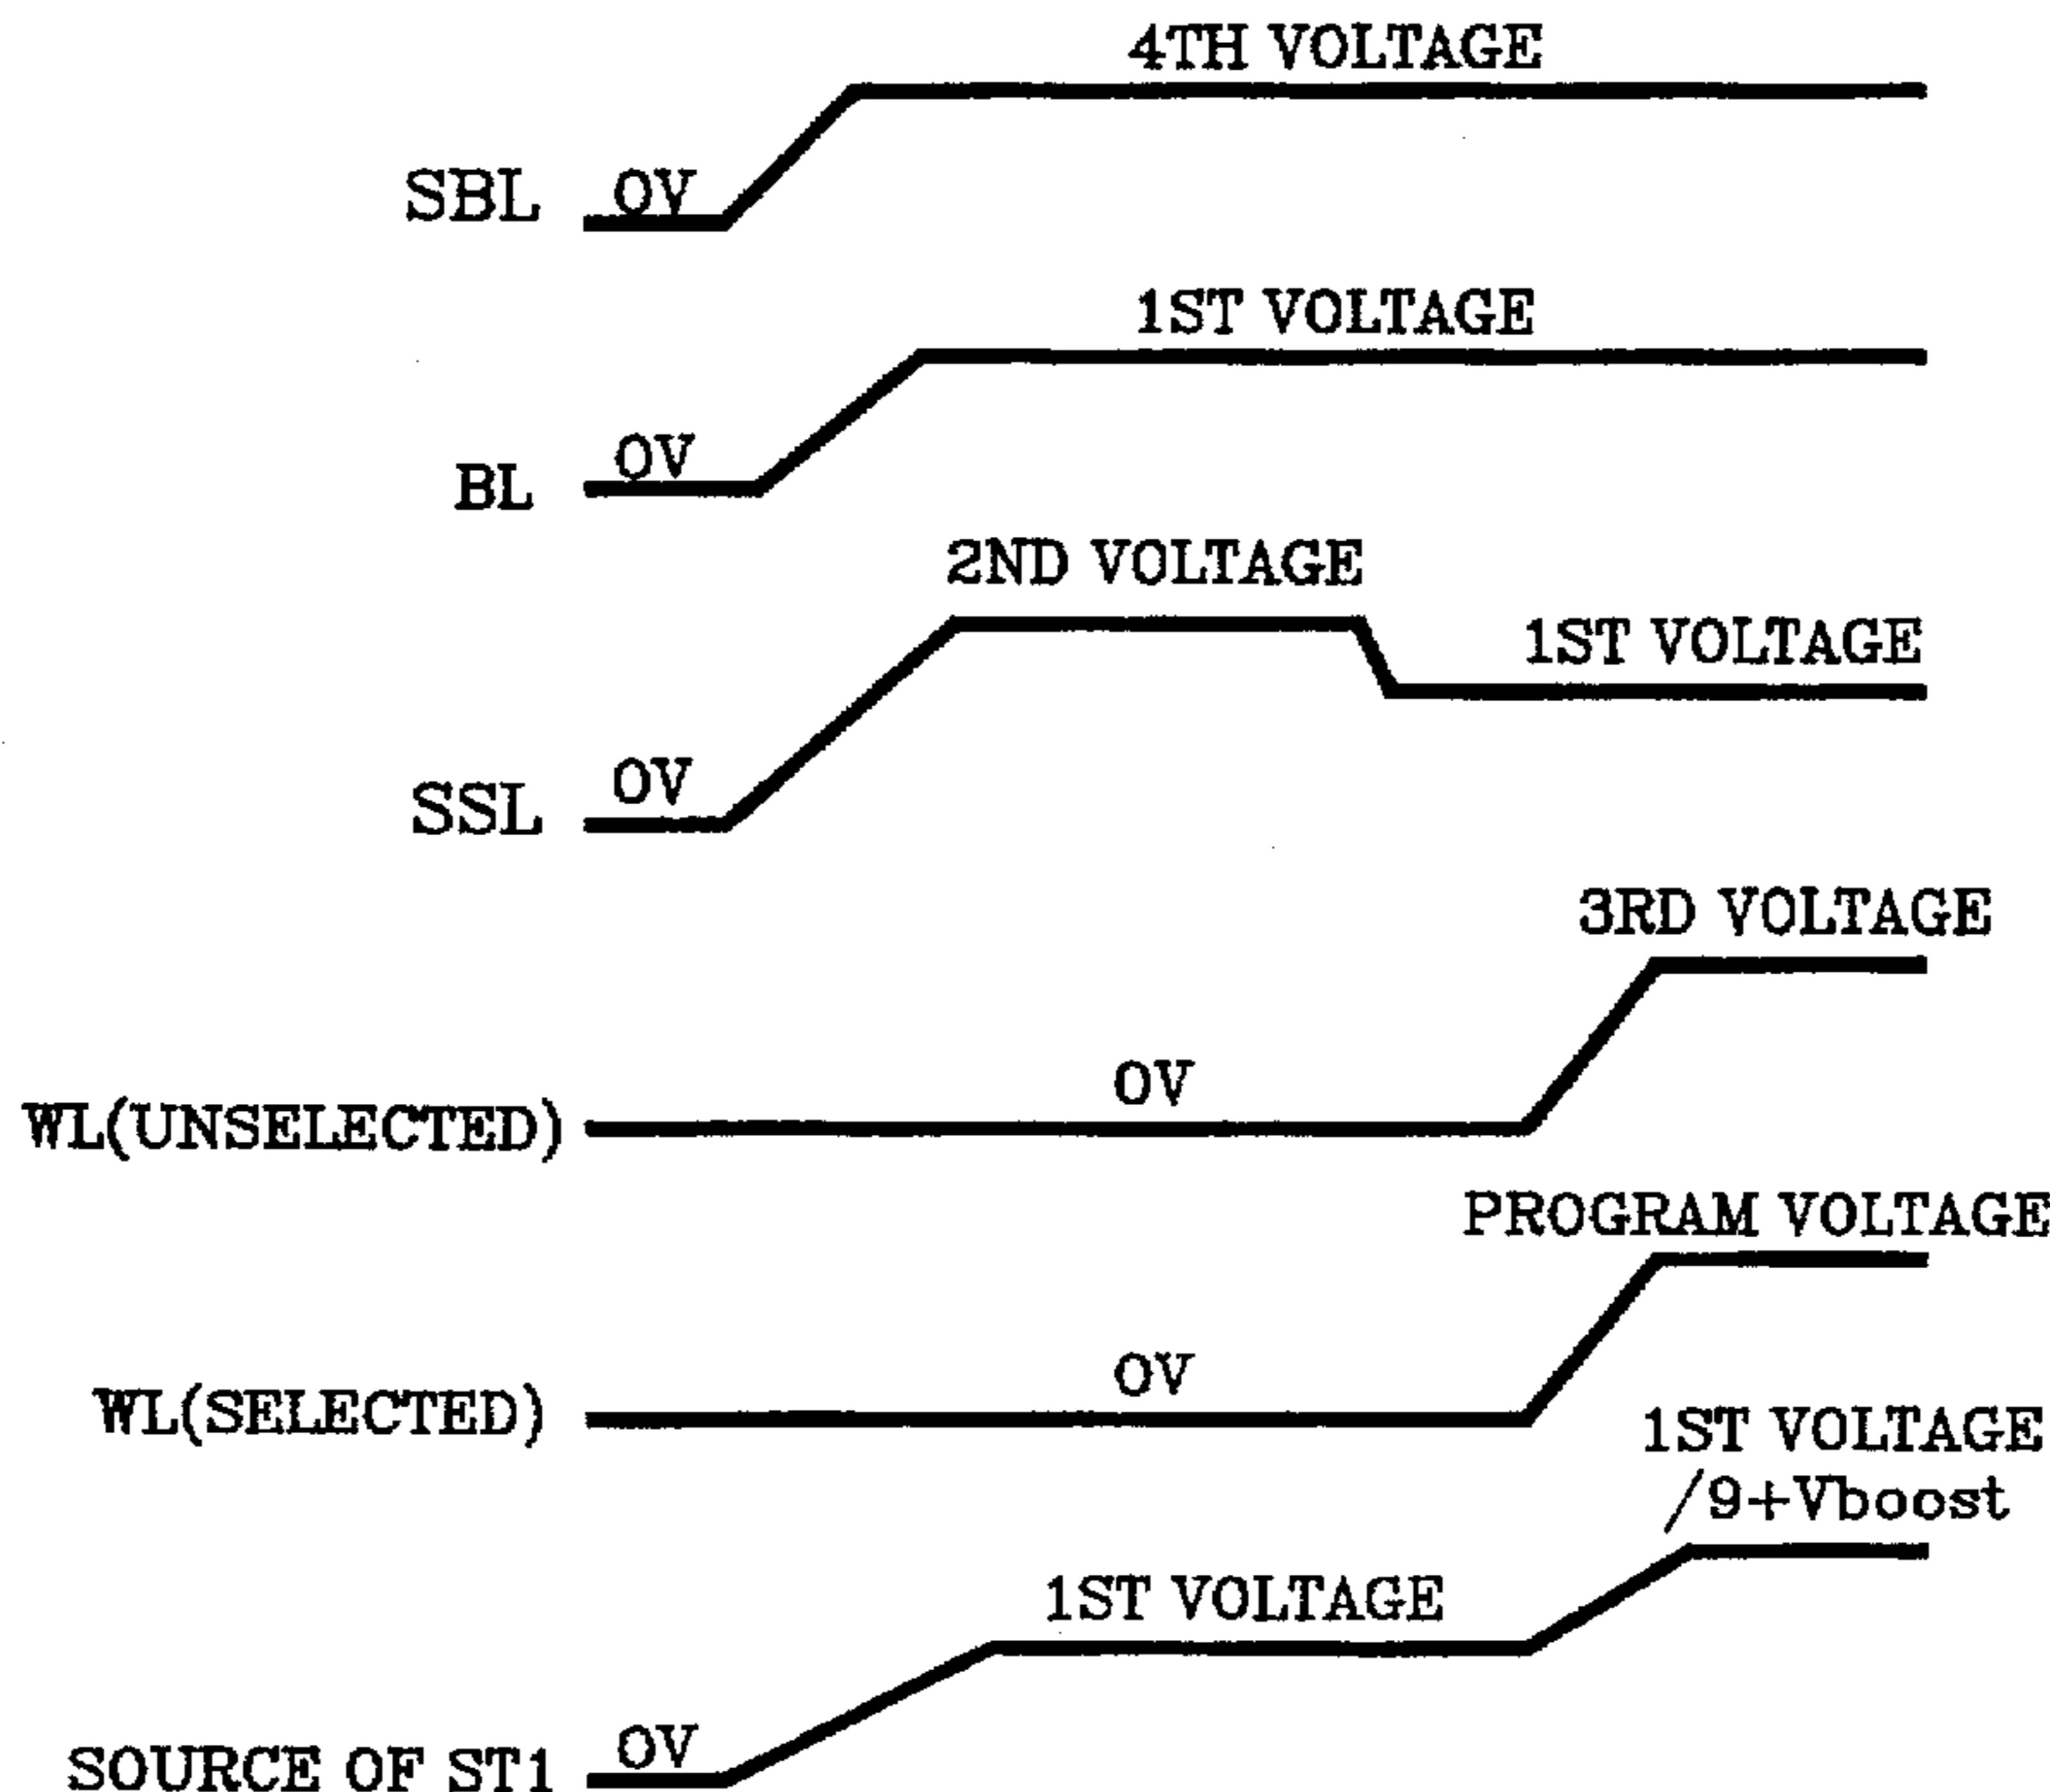 4TH VOLTAGE
SBL 0V
1ST VOLTAGE
BL 0V
2ND VOLTAGE
1ST VOLTAGE
SSL 0V
3RD VOLTAGE
0V
WL(UNSELECTED)
PROGRAM VOLTAGE
0V
WL(SELECTED)
1ST VOLTAGE
/9+Vboost
1ST VOLTAGE
SOURCE OF ST1 0V